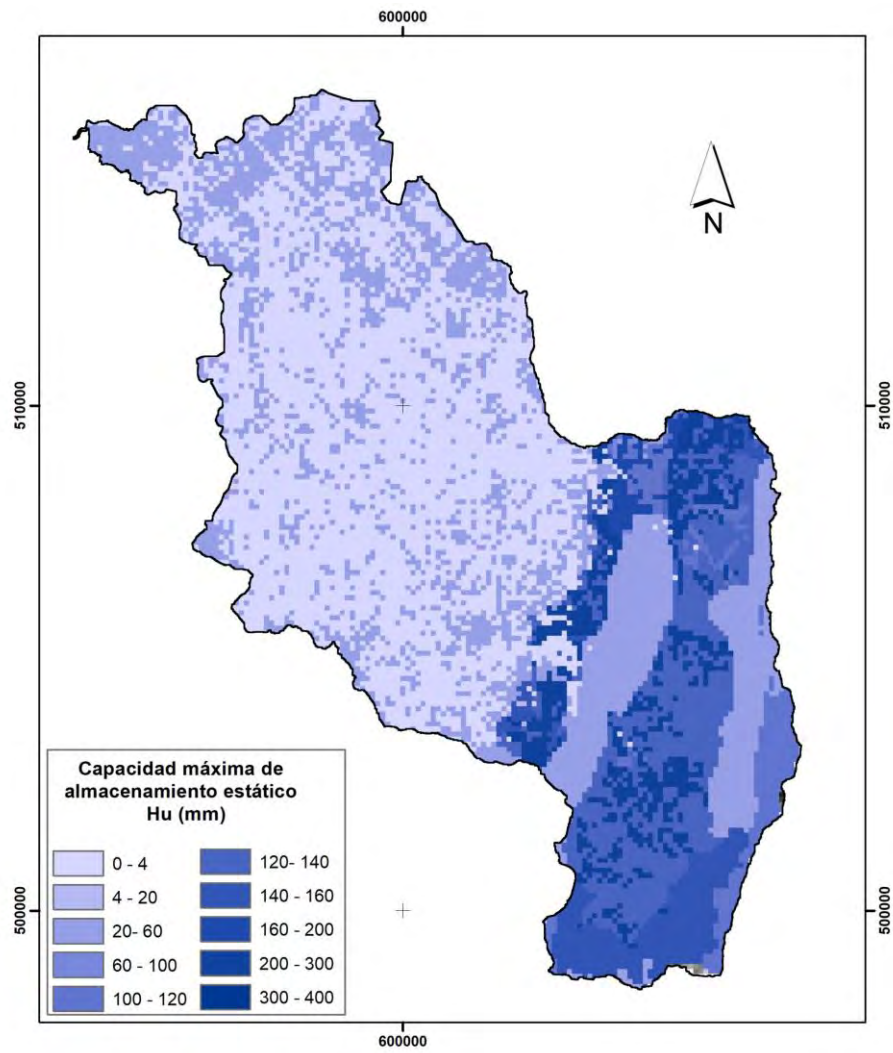 600000
N
510000
510000
Capacidad máxima de
almacenamiento estático
Hu (mm)
0 - 4
4 - 20
20- 60
60 - 100
100 - 120
120- 140
140 - 160
160 - 200
200 - 300
300 - 400
500000
500000
600000